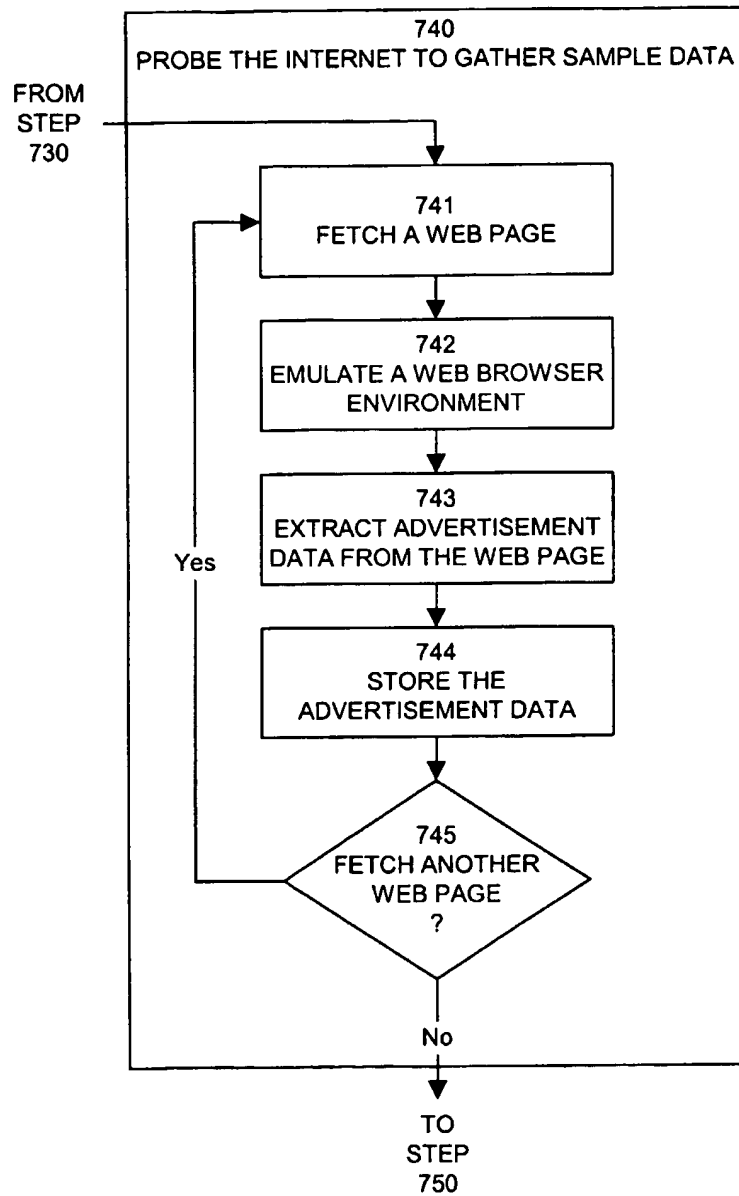 740
PROBE THE INTERNET TO GATHER SAMPLE DATA
FROM
STEP
730
741
FETCH A WEB PAGE
742
EMULATE A WEB BROWSER
ENVIRONMENT
743
EXTRACT ADVERTISEMENT
DATA FROM THE WEB PAGE
Yes
744
STORE THE
ADVERTISEMENT DATA
745
FETCH ANOTHER
WEB PAGE
?
No
TO
STEP
750